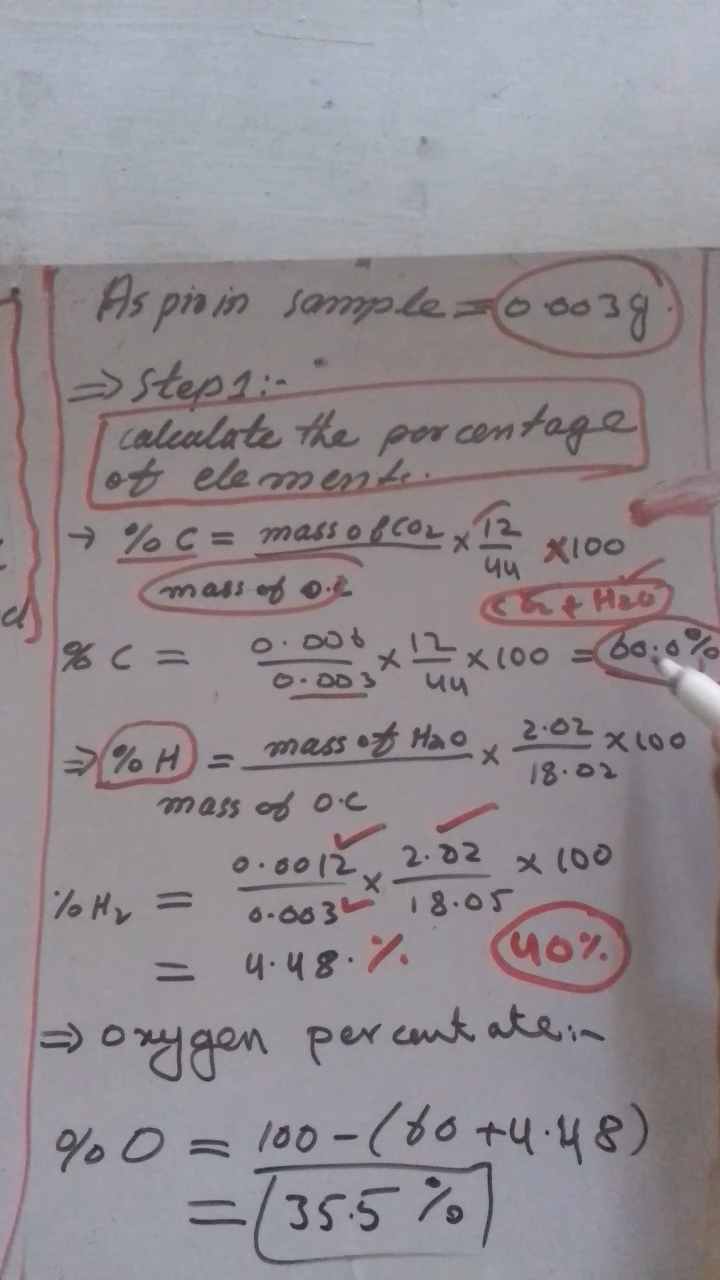 Aspirin sample = 0.003g.
⇒ Step 1:-
calculate the porcentage
of elements.
→ % C = mass of CO2 / mass of O.C × 12/44 × 100
CO2 + H2O
% C = 0.006/0.003 × 12/44 × 100 = 60.0%
⇒ % H = mass of H2O / mass of O.C × 2.02/18.02 × 100
% H2 = 0.0012/0.003 × 2.02/18.05 × 100
= 4.48.% 40%
⇒ oxygen percentate:-
% O = 100 - (60 + 4.48)
= 35.5 %